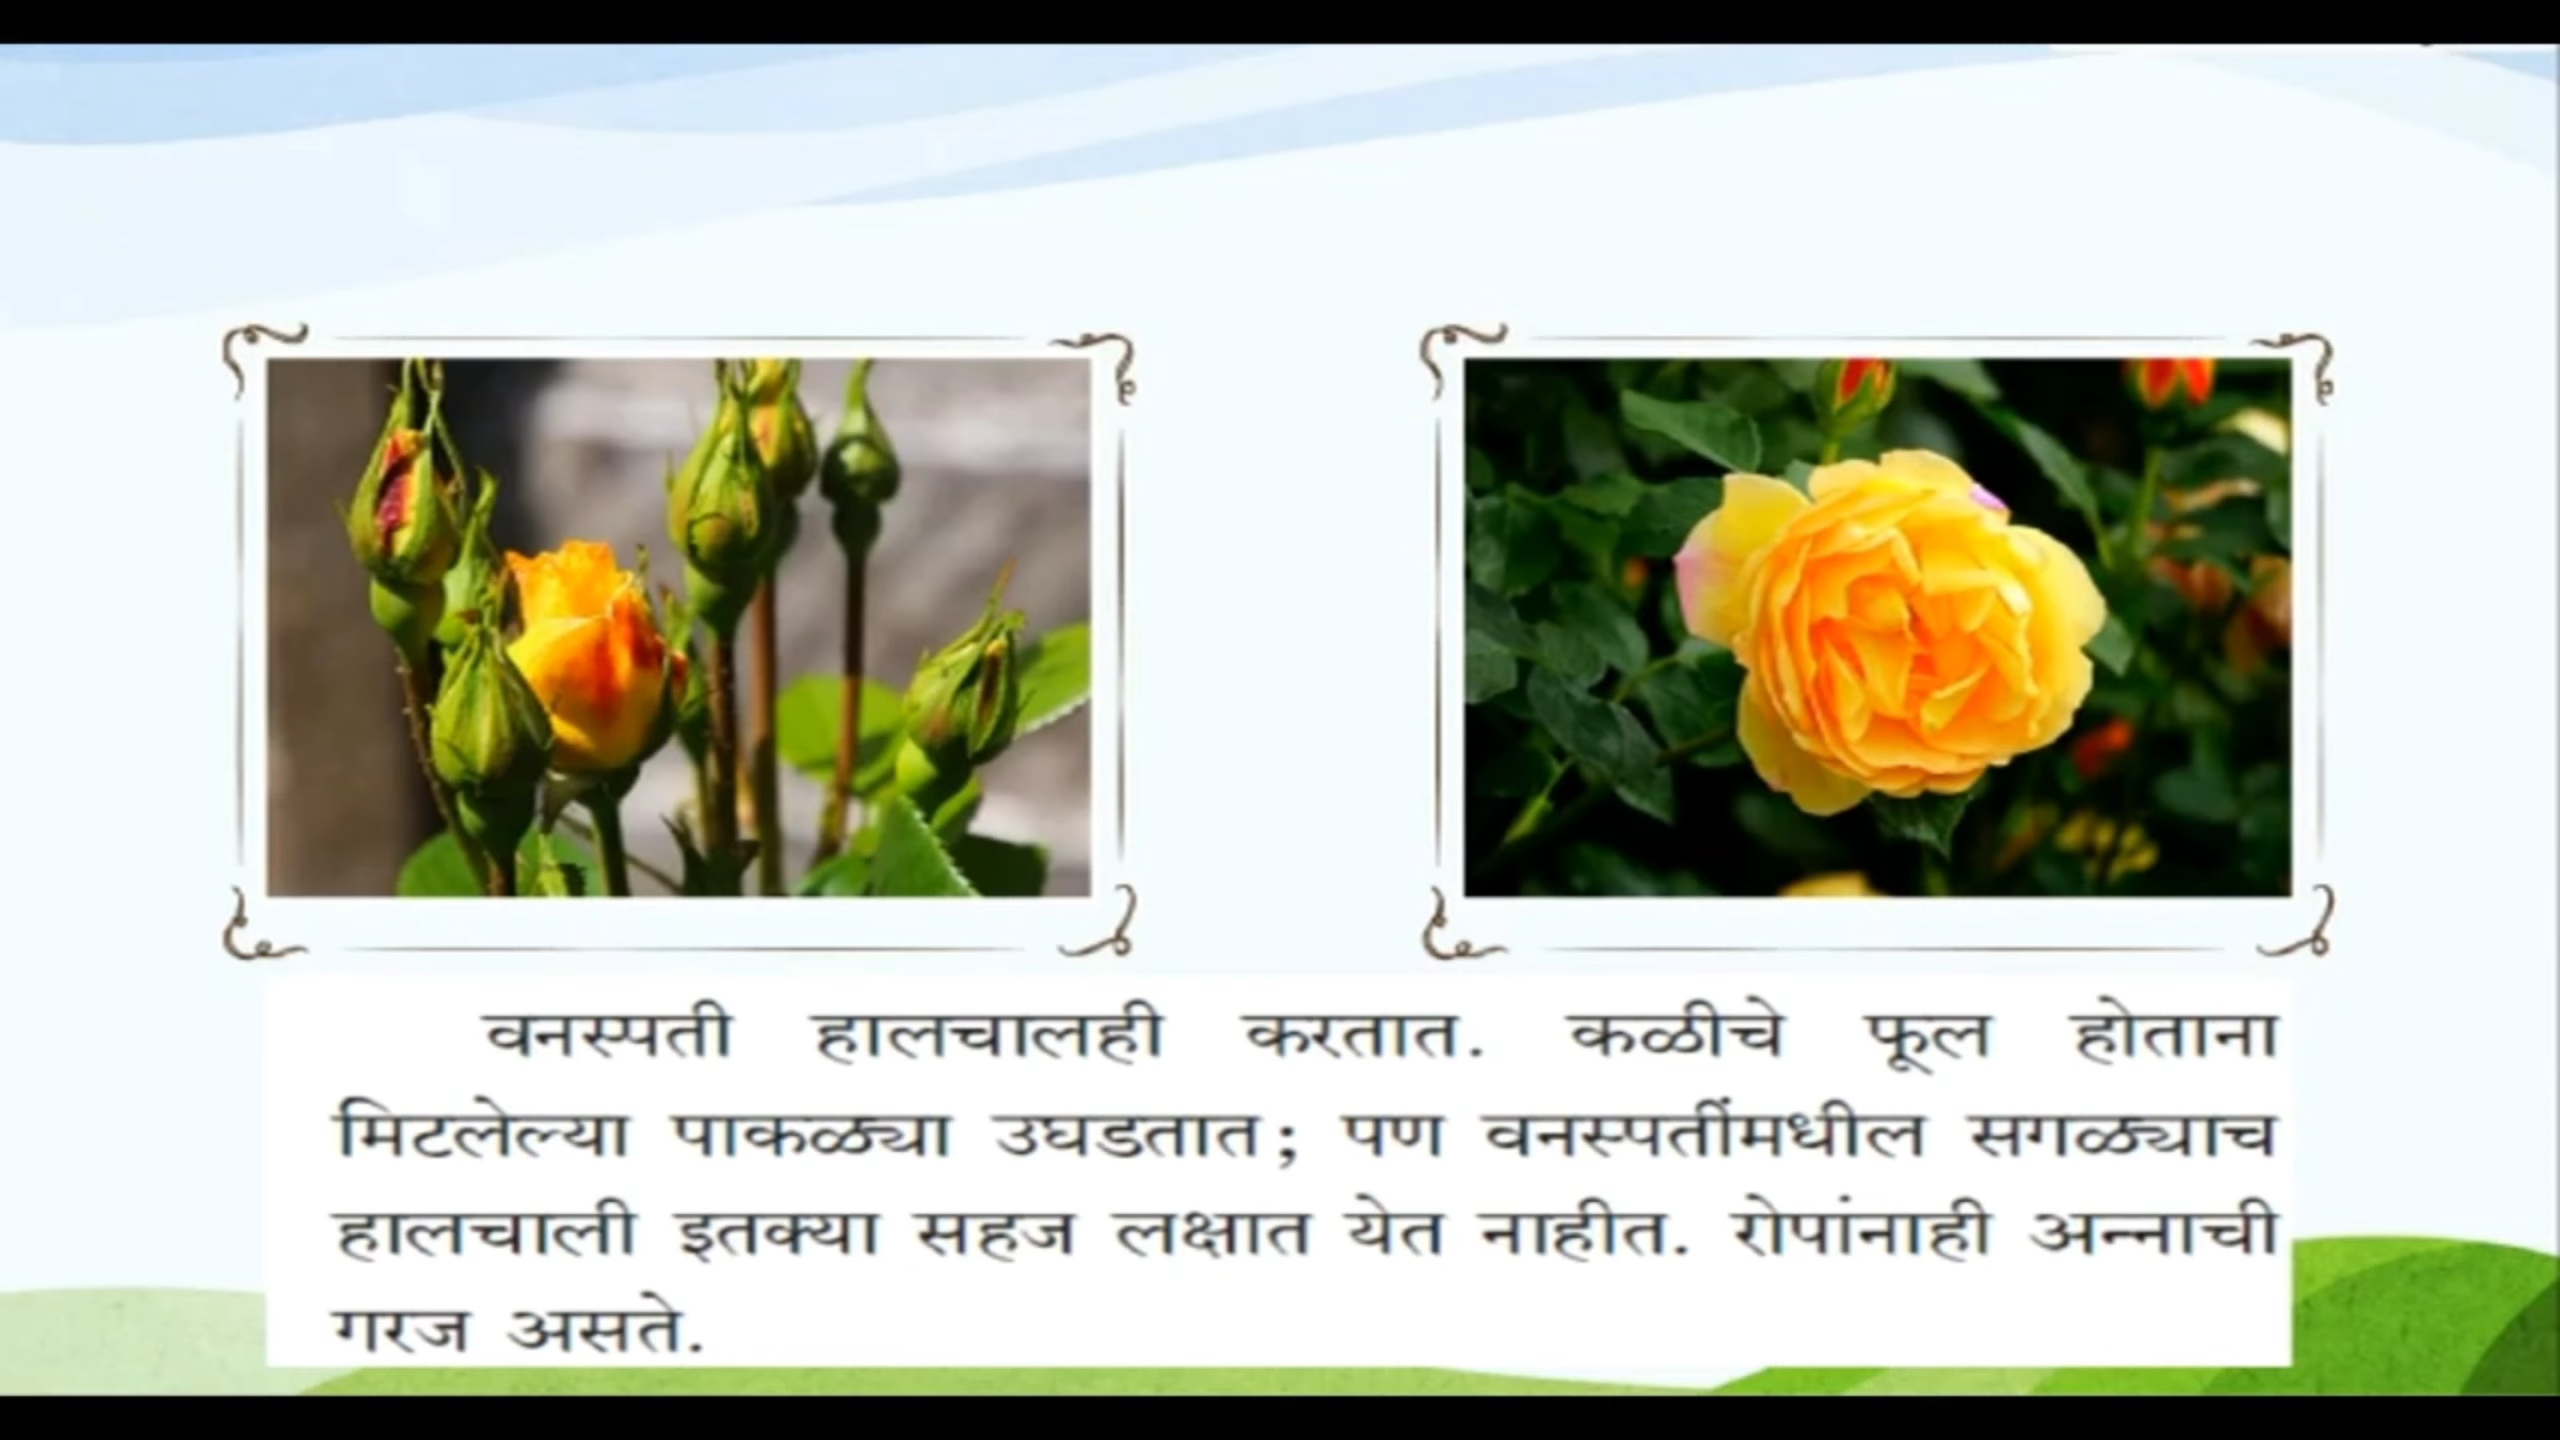 वनस्पती हालचालही करतात. कळीचे फूल होताना
मिटलेल्या पाकळ्या उघडतात; पण वनस्पतींमधील सगळ्याच
हालचाली इतक्या सहज लक्षात येत नाहीत. रोपांनाही अन्नाची
गरज असते.